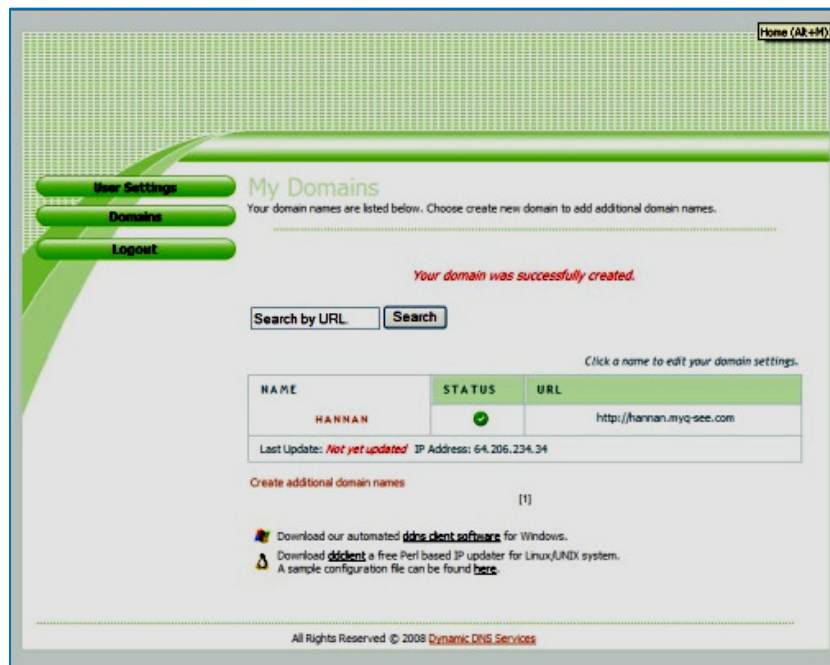 Home (Alt+M)
User Settings
Domains
Logout
My Domains
Your domain names are listed below. Choose create new domain to add additional domain names.
Your domain was successfully created.
Search by URL
Search
Click a name to edit your domain settings.
NAME STATUS URL
HANNAN http://hannan.myq-see.com
Last Update: Not yet updated IP Address: 64.206.234.34
Create additional domain names
[1]
Download our automated ddns client software for Windows.
Download ddclient a free Perl based IP updater for Linux/UNIX system.
A sample configuration file can be found here.
All Rights Reserved © 2008 Dynamic DNS Services